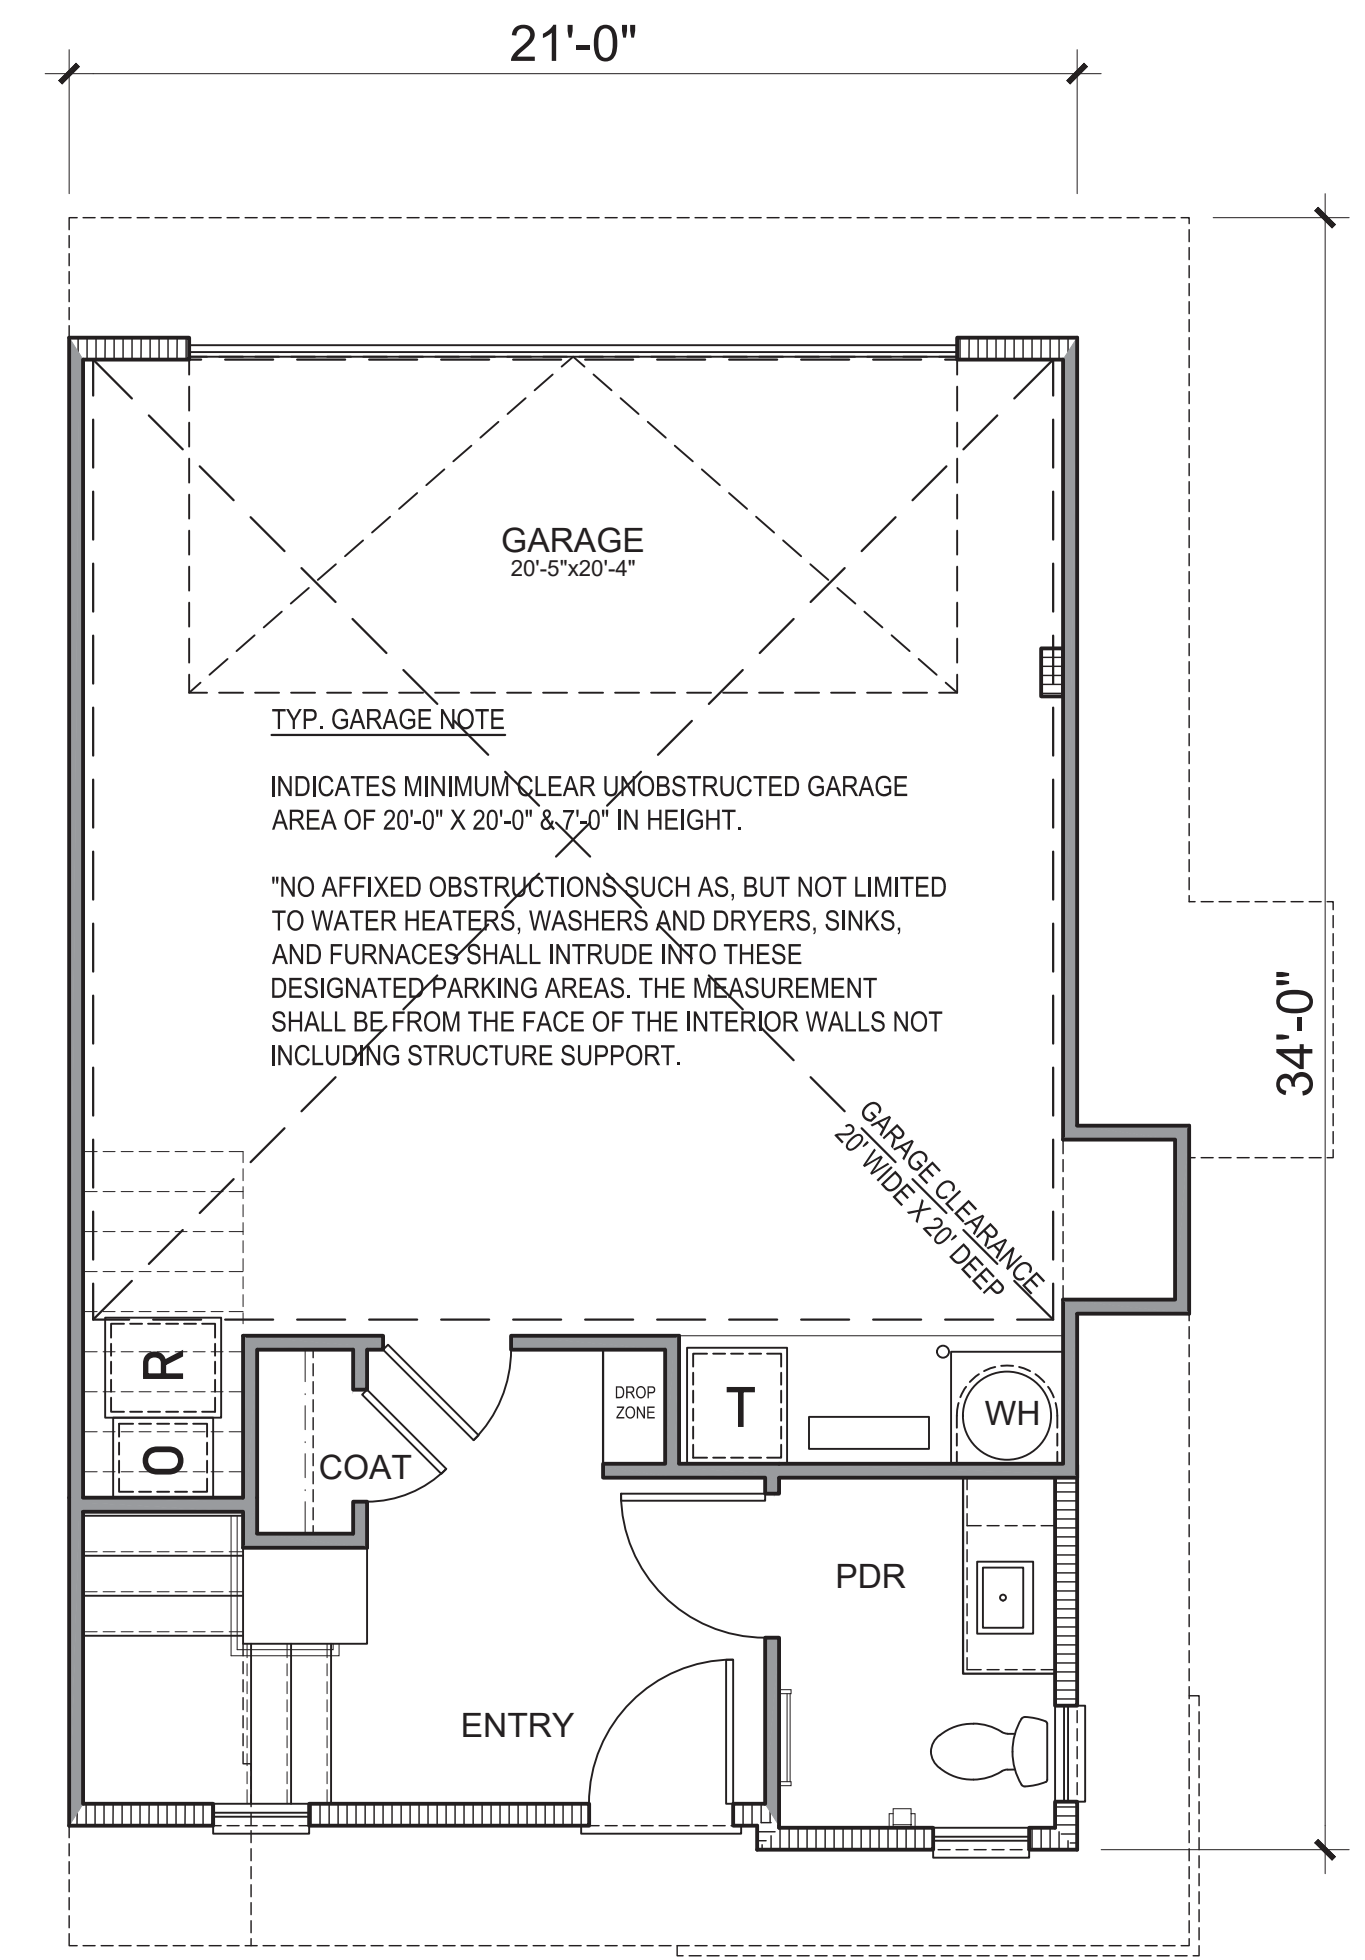 21'-0"
34'-0"
GARAGE
20'-5"x20'-4"
TYP. GARAGE NOTE
INDICATES MINIMUM CLEAR UNOBSTRUCTED GARAGE
AREA OF 20'-0" X 20'-0" & 7'-0" IN HEIGHT.
"NO AFFIXED OBSTRUCTIONS SUCH AS, BUT NOT LIMITED
TO WATER HEATERS, WASHERS AND DRYERS, SINKS,
AND FURNACES SHALL INTRUDE INTO THESE
DESIGNATED PARKING AREAS. THE MEASUREMENT
SHALL BE FROM THE FACE OF THE INTERIOR WALLS NOT
INCLUDING STRUCTURE SUPPORT.
GARAGE CLEARANCE
20' WIDE X 20' DEEP
R
O
COAT
DROP
ZONE
T
WH
PDR
ENTRY